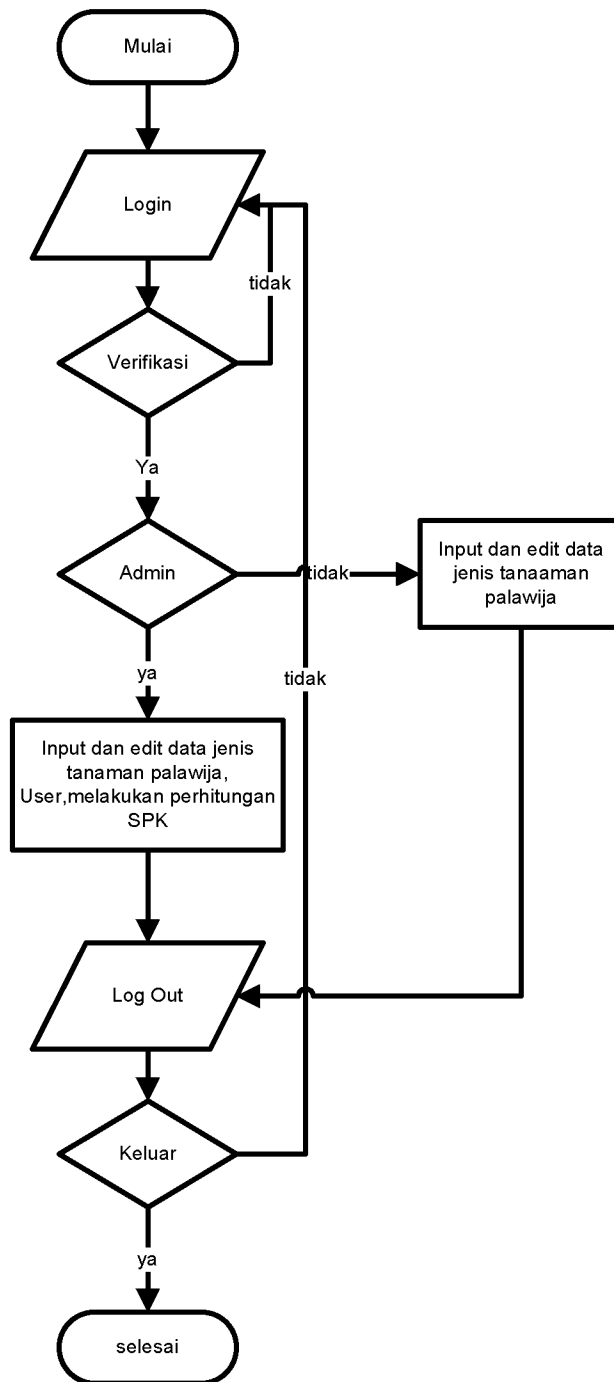 Mulai
Login
tidak
Verifikasi
Ya
Admin
tidak
Input dan edit data
jenis tanaaman
palawija
ya
tidak
Input dan edit data jenis
tanaman palawija,
User,melakukan perhitungan
SPK
Log Out
Keluar
ya
selesai